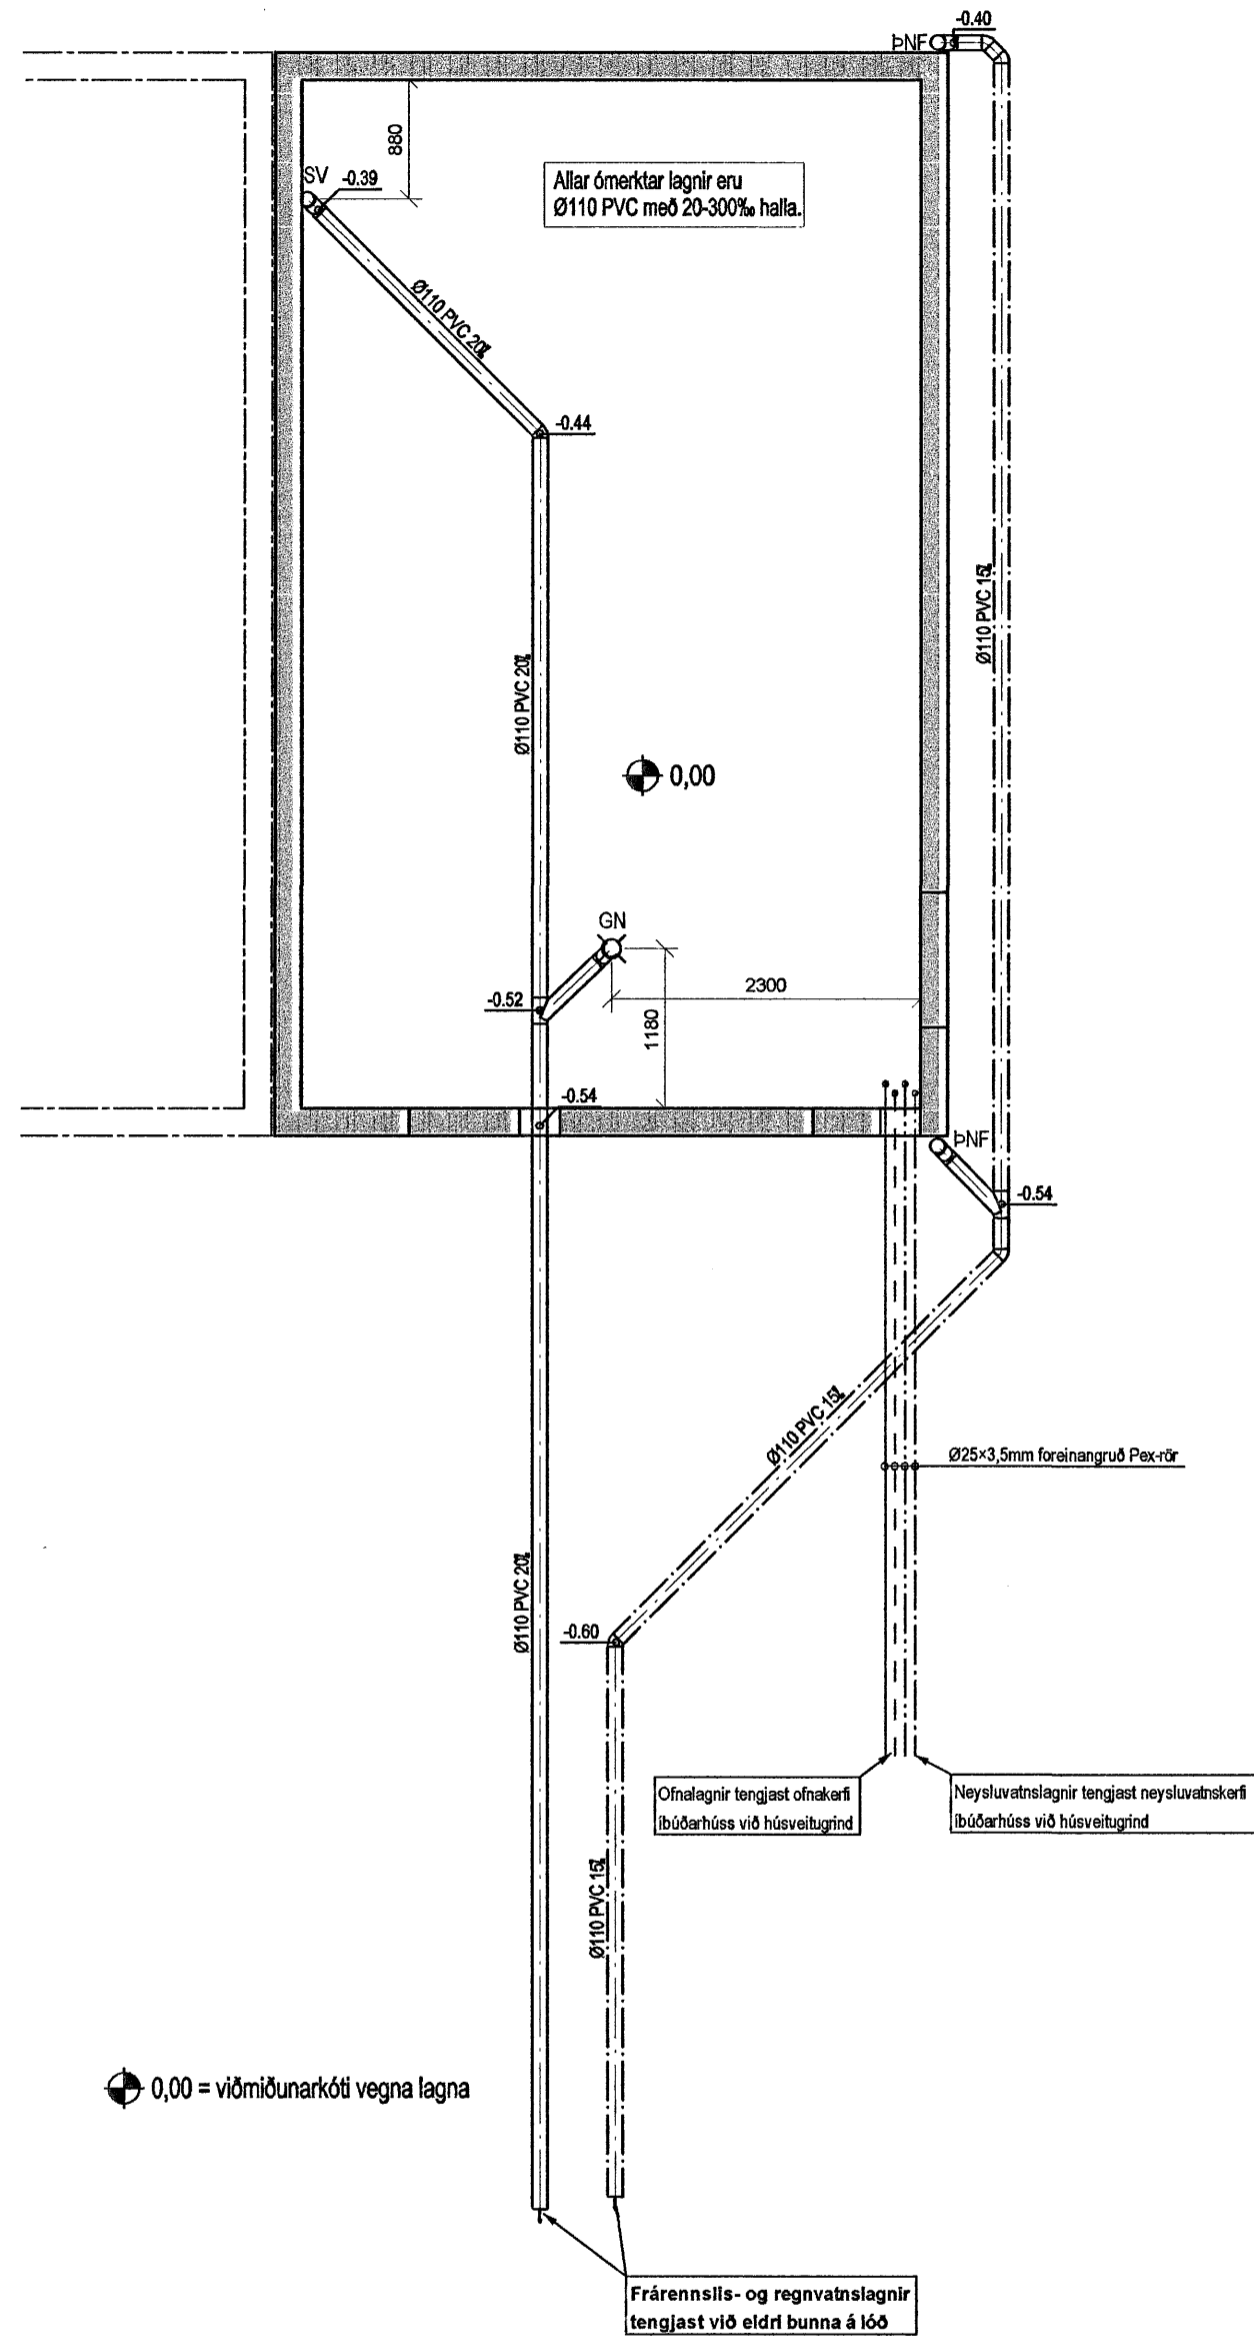 -0.40
ÞNF
880
SV
-0.39
Allar ómerktar lagnir eru
Ø110 PVC með 20-300‰ halla.
Ø110 PVC 20‰
-0.44
Ø110 PVC 15‰
Ø110 PVC 20‰
0,00
GN
2300
-0.52
1180
-0.54
ÞNF
-0.54
Ø110 PVC 15‰
Ø25×3,5mm foreinangruð Pex-rör
Ø110 PVC 20‰
-0.60
Ofnalagnir tengjast ofnakerfi
íbúðarhúss við húsveitugrind
Neysluvatnslagnir tengjast neysluvatnskerfi
íbúðarhúss við húsveitugrind
Ø110 PVC 15‰
0,00 = viðmiðunarkóti vegna lagna
Frárennslis- og regnvatnslagnir
tengjast við eldri bunna á lóð